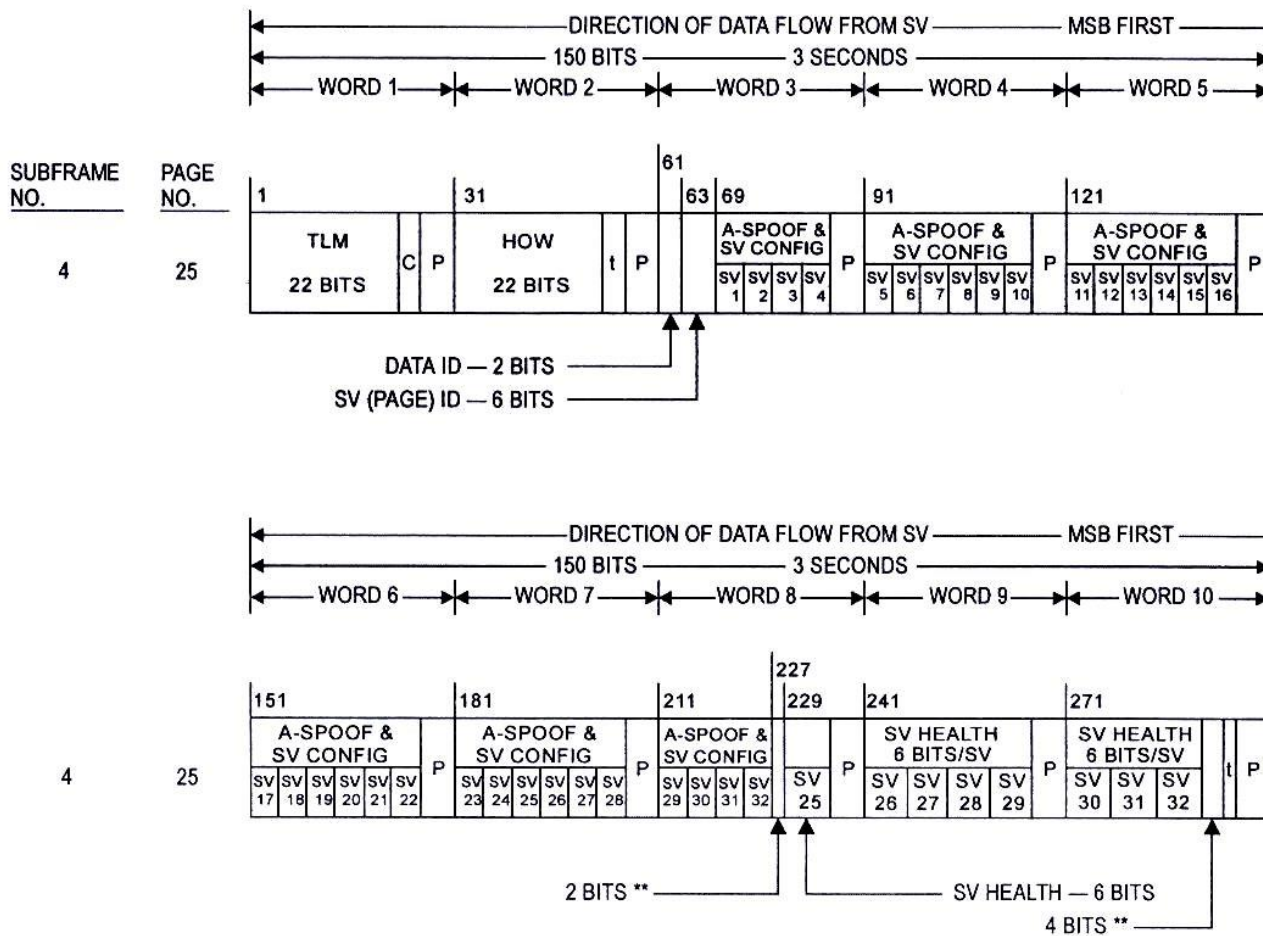 DIRECTION OF DATA FLOW FROM SV MSB FIRST
150 BITS 3 SECONDS
WORD 1 WORD 2 WORD 3 WORD 4 WORD 5
SUBFRAME NO. PAGE NO.
61
1 31 63 69 91 121
4 25
TLM 22 BITS C P
HOW 22 BITS t P
A-SPOOF & SV CONFIG P
SV 1 SV 2 SV 3 SV 4
A-SPOOF & SV CONFIG P
SV 5 SV 6 SV 7 SV 8 SV 9 SV 10
A-SPOOF & SV CONFIG P
SV 11 SV 12 SV 13 SV 14 SV 15 SV 16
DATA ID — 2 BITS
SV (PAGE) ID — 6 BITS
DIRECTION OF DATA FLOW FROM SV MSB FIRST
150 BITS 3 SECONDS
WORD 6 WORD 7 WORD 8 WORD 9 WORD 10
227
151 181 211 229 241 271
4 25
A-SPOOF & SV CONFIG P
SV 17 SV 18 SV 19 SV 20 SV 21 SV 22
A-SPOOF & SV CONFIG P
SV 23 SV 24 SV 25 SV 26 SV 27 SV 28
A-SPOOF & SV CONFIG
SV 29 SV 30 SV 31 SV 32
SV 25 P
SV HEALTH 6 BITS/SV P
SV 26 SV 27 SV 28 SV 29
SV HEALTH 6 BITS/SV t P
SV 30 SV 31 SV 32
2 BITS ** SV HEALTH — 6 BITS
4 BITS **